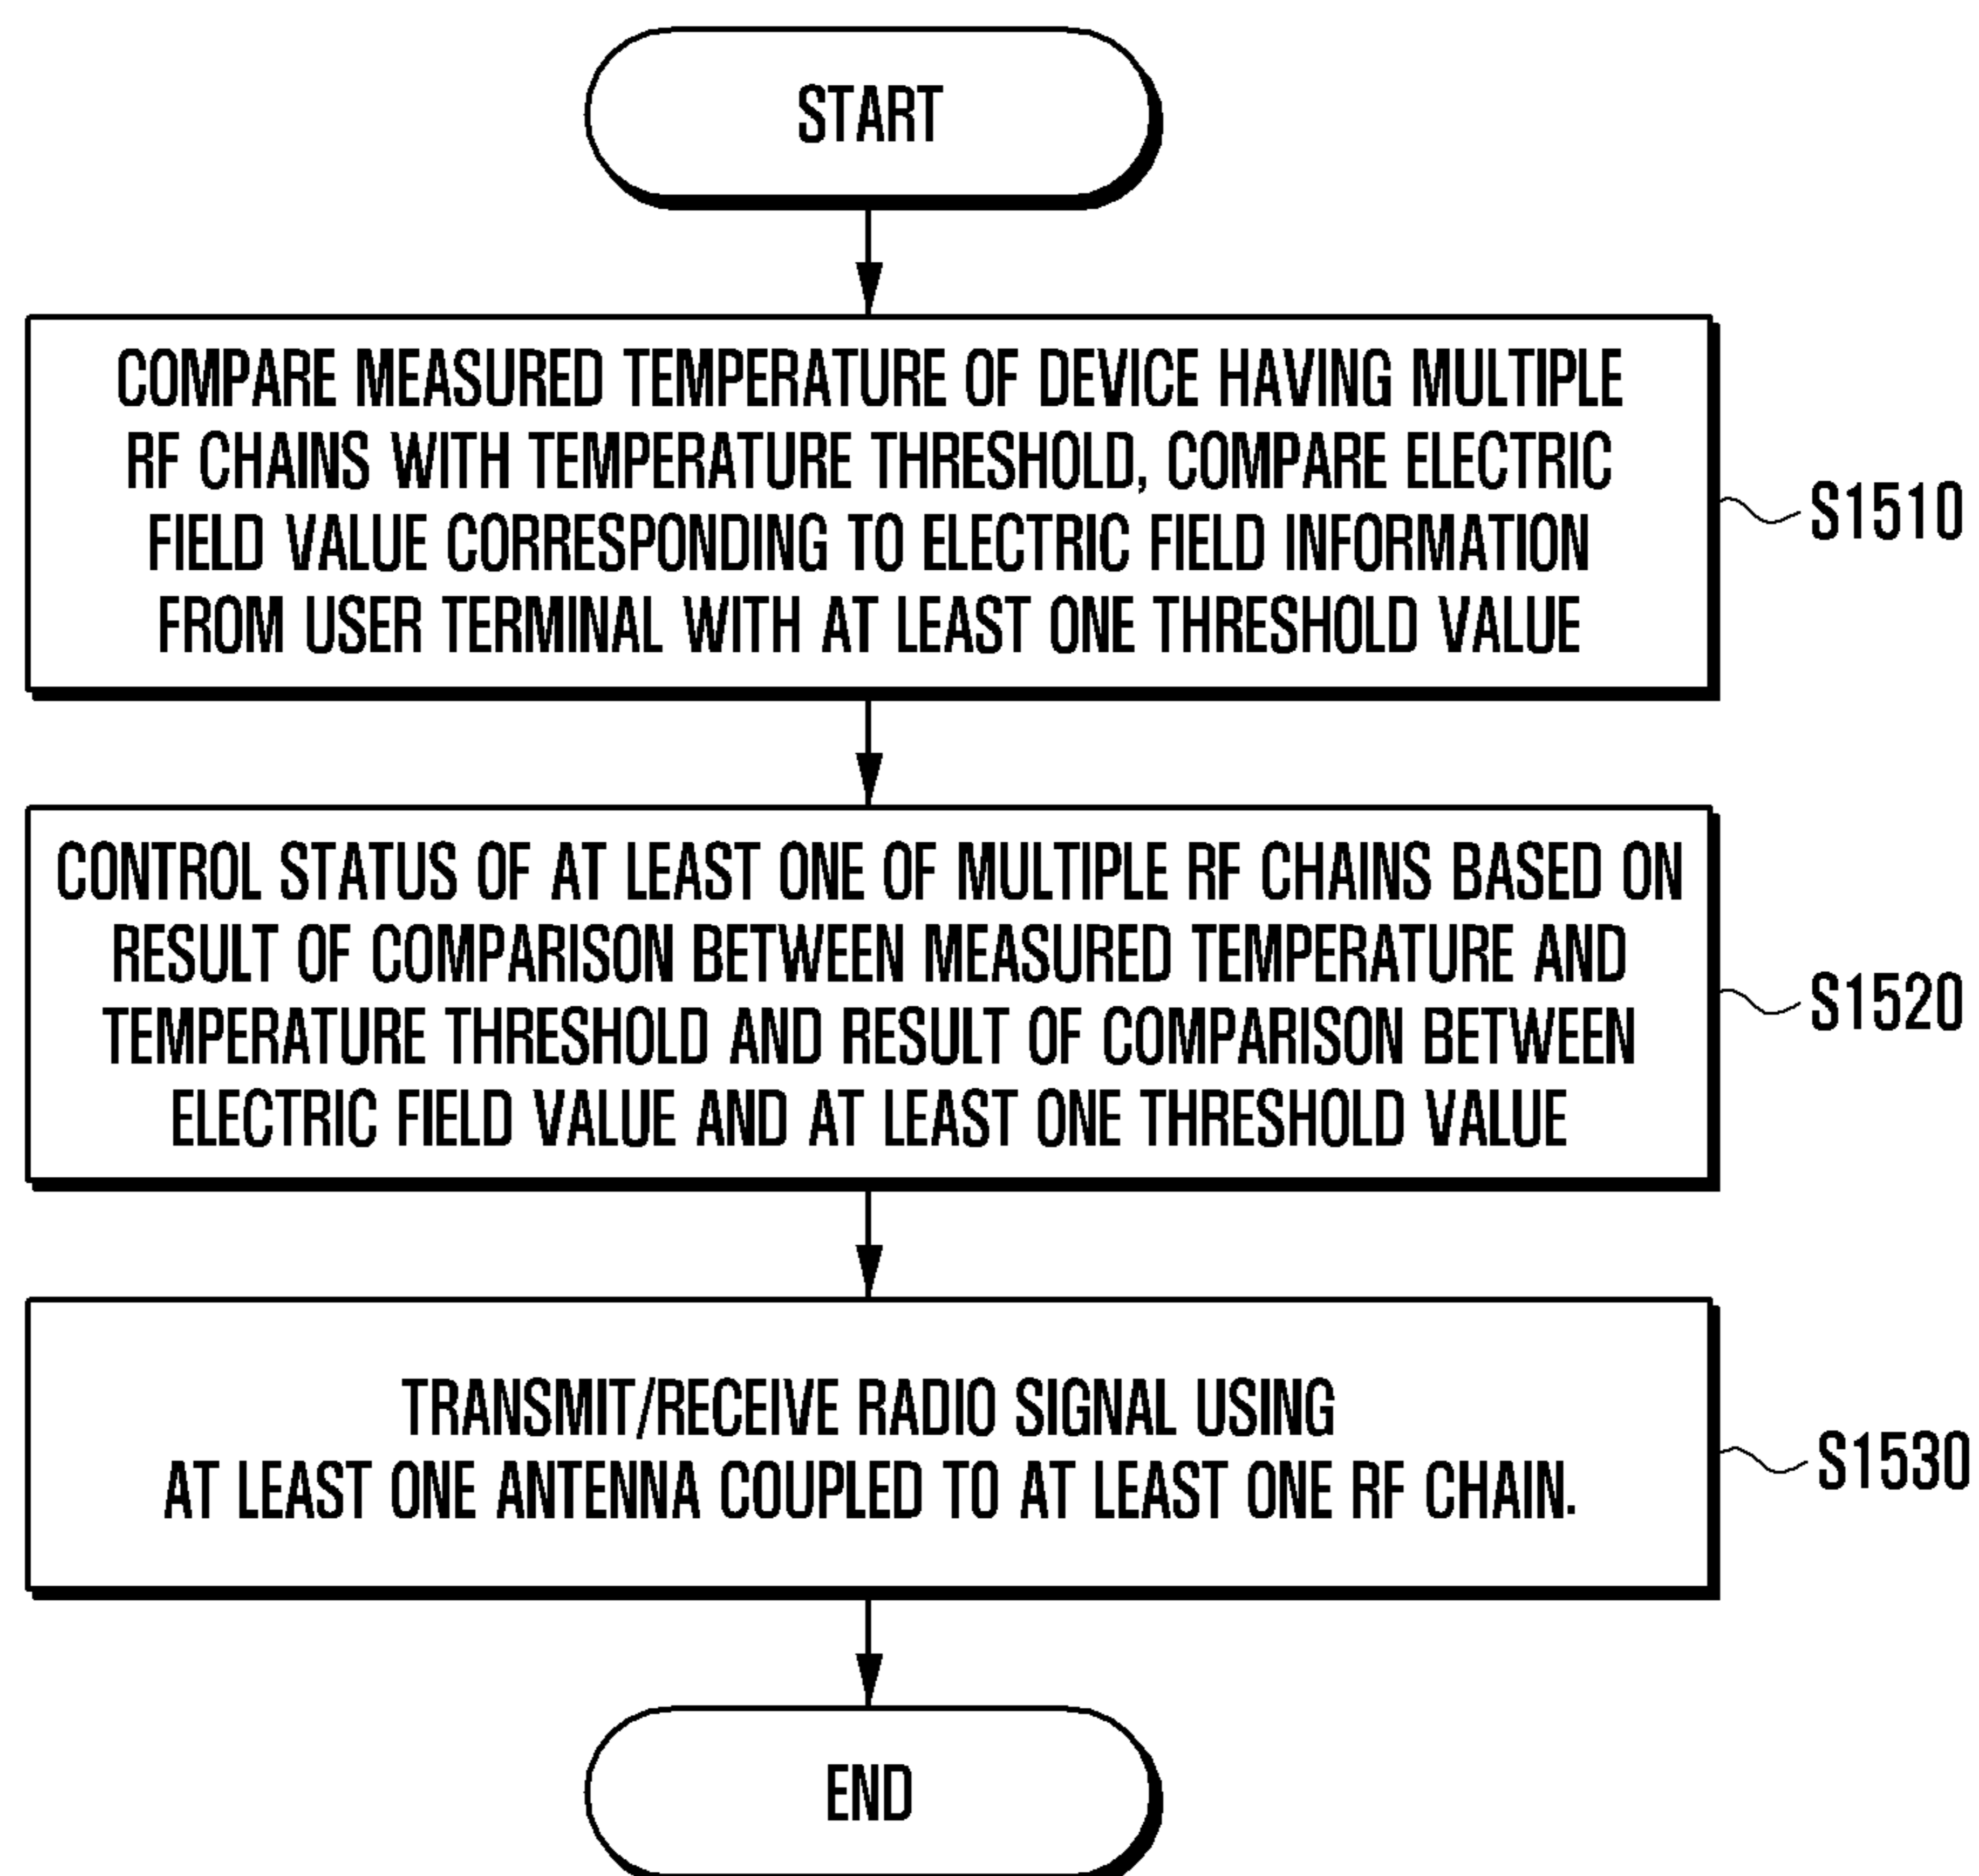 START
COMPARE MEASURED TEMPERATURE OF DEVICE HAVING MULTIPLE
RF CHAINS WITH TEMPERATURE THRESHOLD, COMPARE ELECTRIC
FIELD VALUE CORRESPONDING TO ELECTRIC FIELD INFORMATION
FROM USER TERMINAL WITH AT LEAST ONE THRESHOLD VALUE
S1510
CONTROL STATUS OF AT LEAST ONE OF MULTIPLE RF CHAINS BASED ON
RESULT OF COMPARISON BETWEEN MEASURED TEMPERATURE AND
TEMPERATURE THRESHOLD AND RESULT OF COMPARISON BETWEEN
ELECTRIC FIELD VALUE AND AT LEAST ONE THRESHOLD VALUE
S1520
TRANSMIT/RECEIVE RADIO SIGNAL USING
AT LEAST ONE ANTENNA COUPLED TO AT LEAST ONE RF CHAIN.
S1530
END